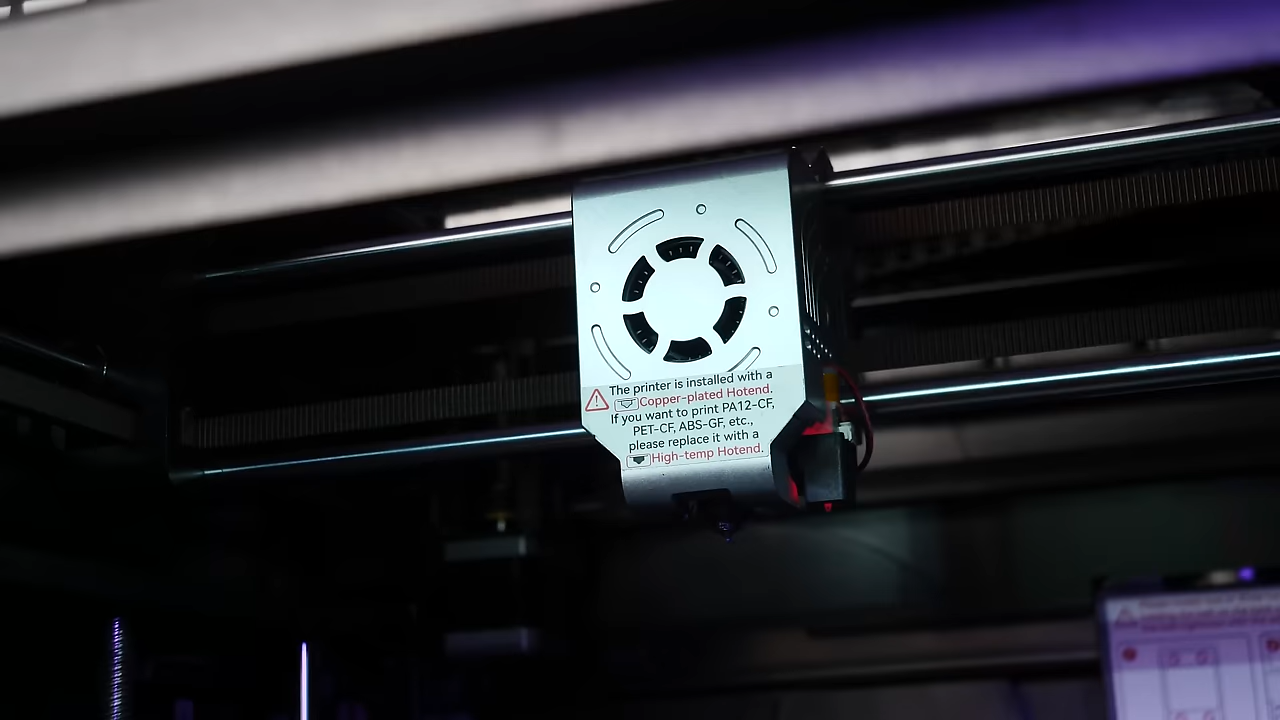 The printer is installed with a
Copper-plated Hotend.
If you want to print PA12-CF,
PET-CF, ABS-GF, etc.,
please replace it with a
High-temp Hotend.